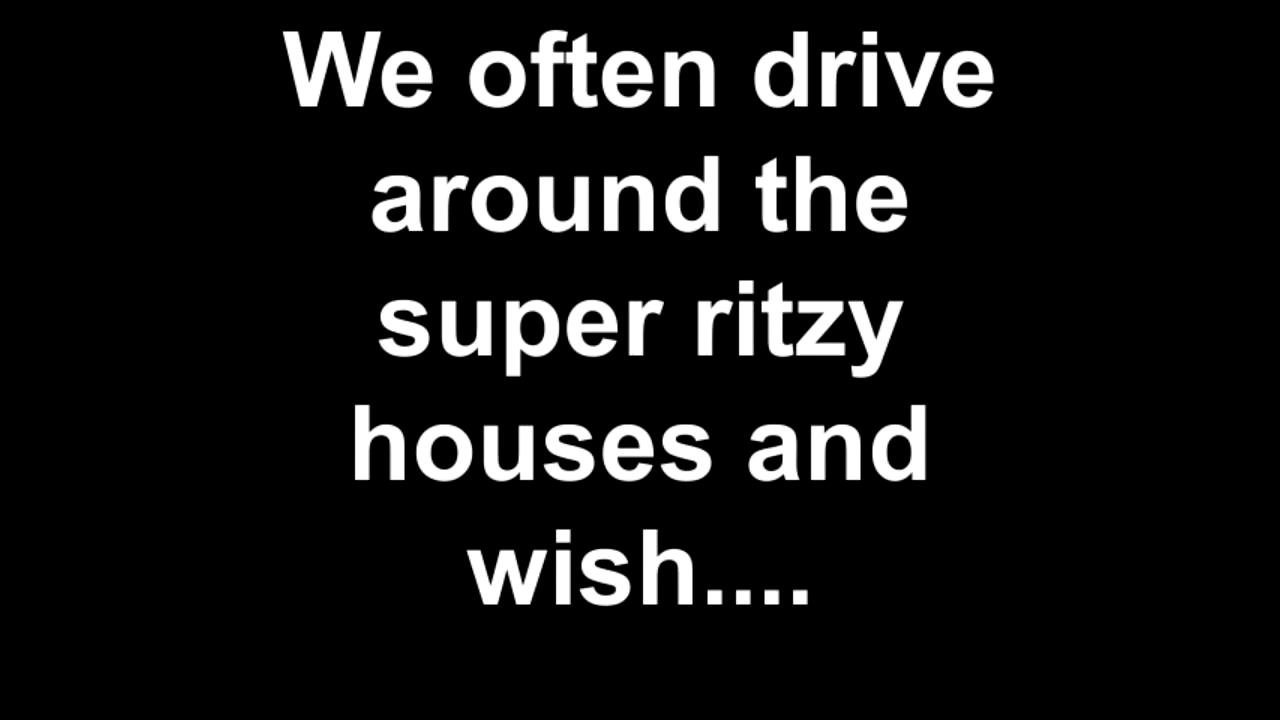 We often drive
around the
super ritzy
houses and
wish....